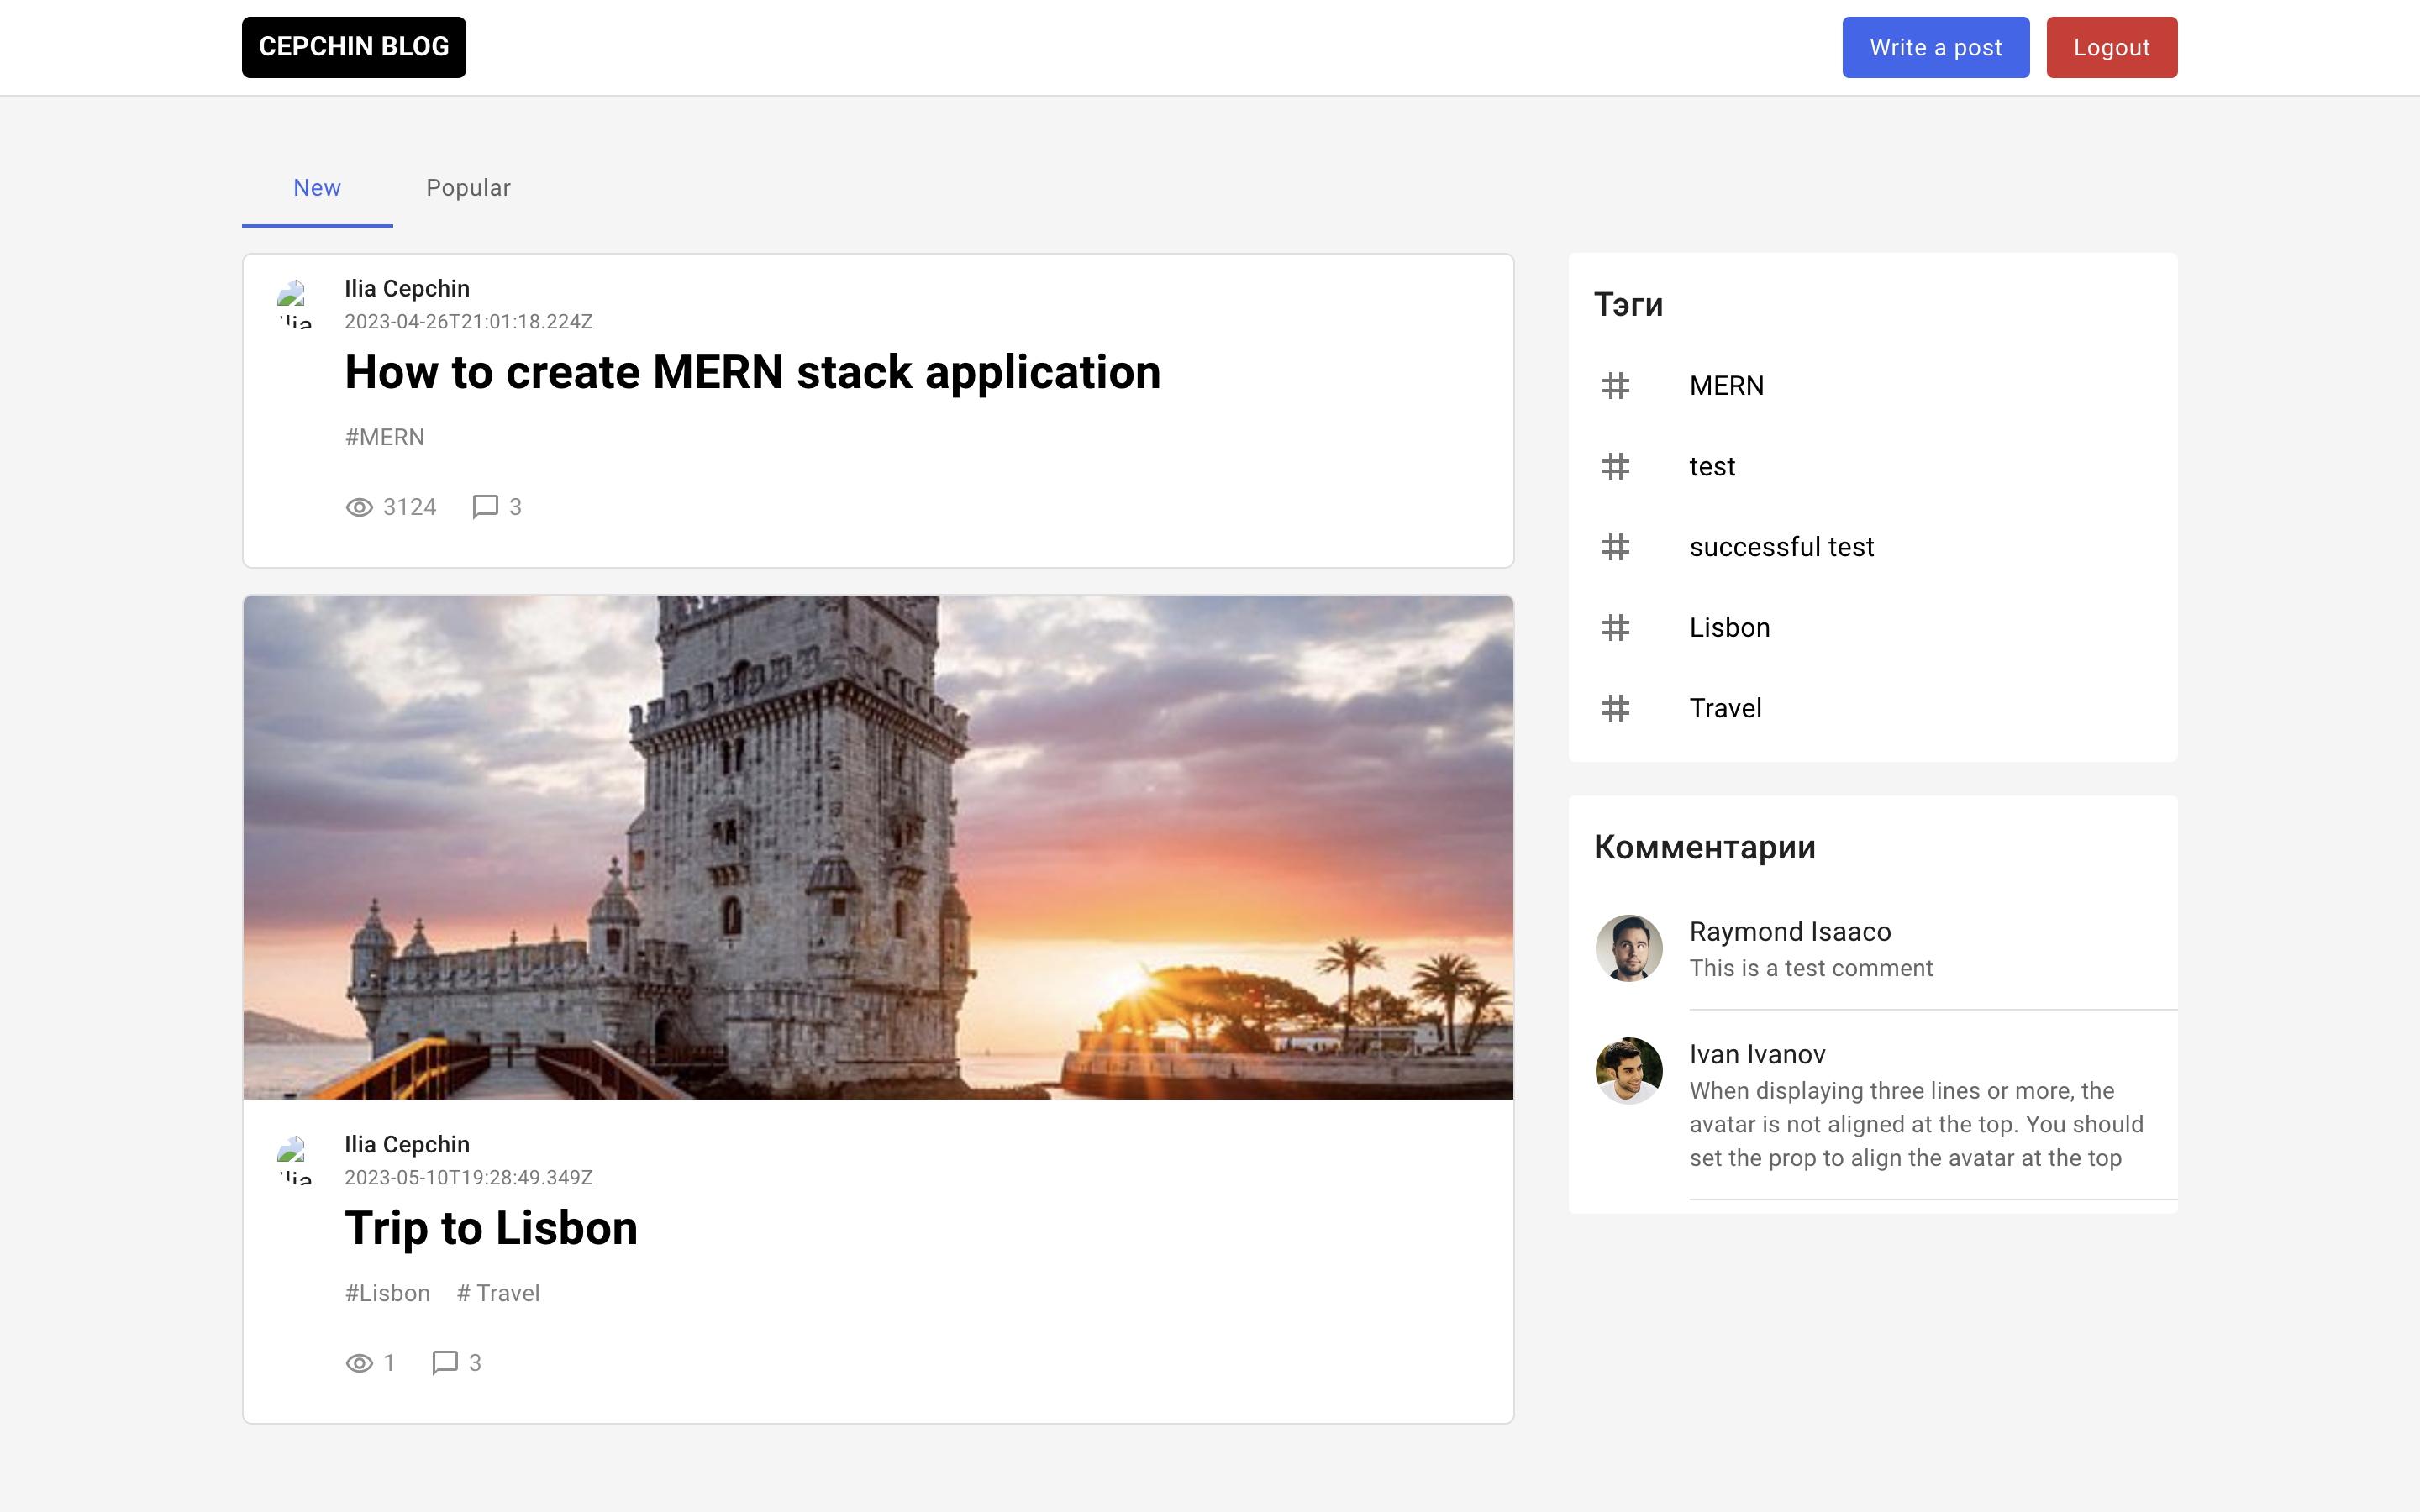 CEPCHIN BLOG
Write a post
Logout
New
Popular
Ilia Cepchin
2023-04-26T21:01:18.224Z
How to create MERN stack application
#MERN
3124
3
Ilia Cepchin
2023-05-10T19:28:49.349Z
Trip to Lisbon
#Lisbon # Travel
1
3
Тэги
MERN
test
successful test
Lisbon
Travel
Комментарии
Raymond Isaaco
This is a test comment
Ivan Ivanov
When displaying three lines or more, the
avatar is not aligned at the top. You should
set the prop to align the avatar at the top